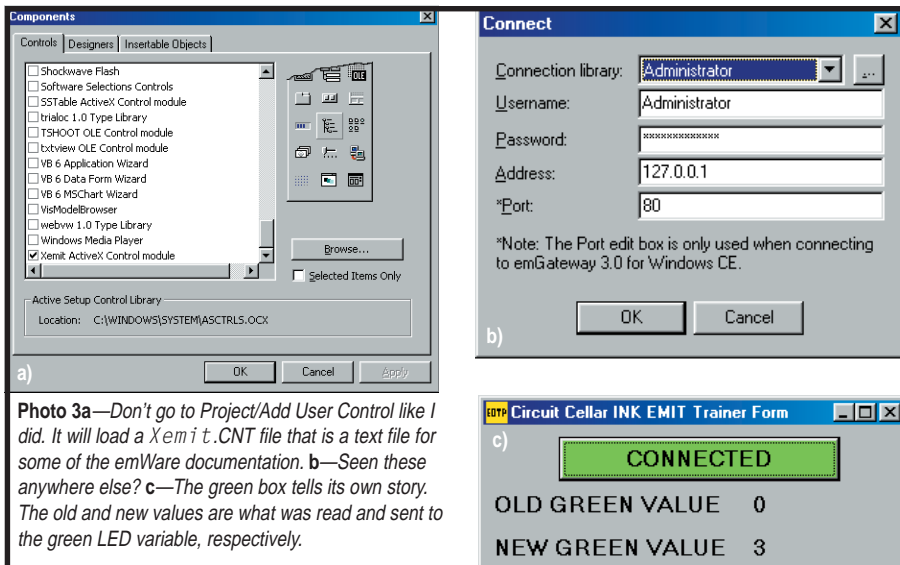 Components
Controls Designers Insertable Objects
Shockwave Flash
Software Selections Controls
SSTable ActiveX Control module
trialoc 1.0 Type Library
TSHOOT OLE Control module
txtview OLE Control module
VB 6 Application Wizard
VB 6 Data Form Wizard
VB 6 MSChart Wizard
VisModelBrowser
webvw 1.0 Type Library
Windows Media Player
Xemit ActiveX Control module
OLE
Browse...
Selected Items Only
Active Setup Control Library
Location: C:\WINDOWS\SYSTEM\ASCTRLS.OCX
OK Cancel Apply
a)
Photo 3a—Don't go to Project/Add User Control like I
did. It will load a Xemit.CNT file that is a text file for
some of the emWare documentation. b—Seen these
anywhere else? c—The green box tells its own story.
The old and new values are what was read and sent to
the green LED variable, respectively.
Connect
Connection library: Administrator ...
Username: Administrator
Password: xxxxxxxxxxxxx
Address: 127.0.0.1
*Port: 80
*Note: The Port edit box is only used when connecting
to emGateway 3.0 for Windows CE.
OK Cancel
b)
EDTP Circuit Cellar INK EMIT Trainer Form
c)
CONNECTED
OLD GREEN VALUE 0
NEW GREEN VALUE 3